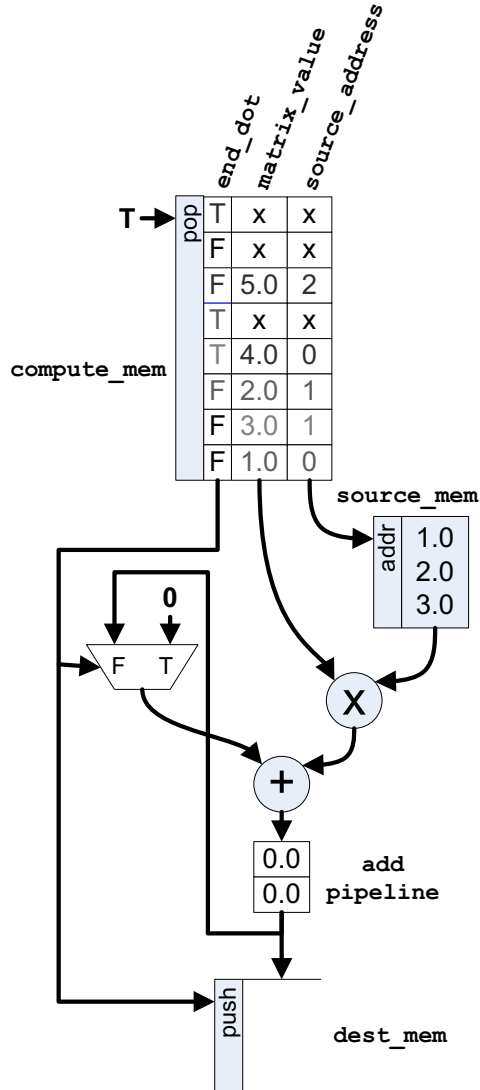 end_dot
matrix_value
source_address
T
pop
T x x
F x x
F 5.0 2
T x x
T 4.0 0
F 2.0 1
F 3.0 1
F 1.0 0
compute_mem
source_mem
addr
1.0
2.0
3.0
0
F T
X
+
0.0
0.0
add
pipeline
push
dest_mem